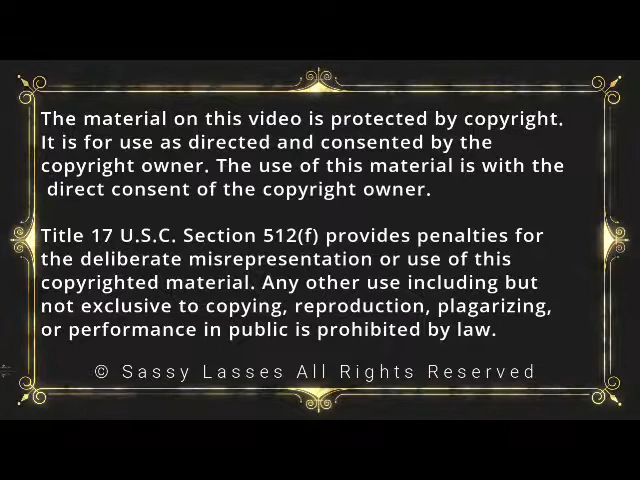 The material on this video is protected by copyright.
It is for use as directed and consented by the
copyright owner. The use of this material is with the
direct consent of the copyright owner.
Title 17 U.S.C. Section 512(f) provides penalties for
the deliberate misrepresentation or use of this
copyrighted material. Any other use including but
not exclusive to copying, reproduction, plagarizing,
or performance in public is prohibited by law.
© Sassy Lasses All Rights Reserved